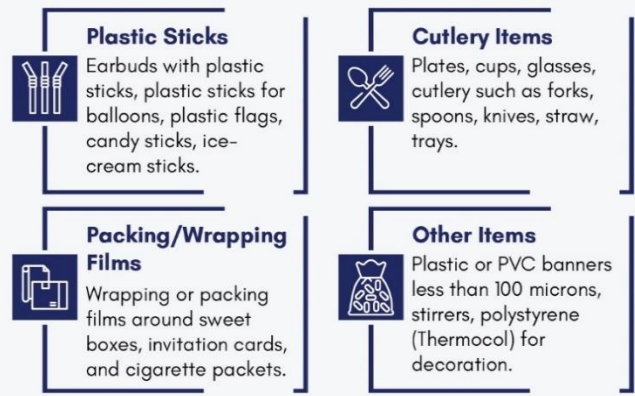 Plastic Sticks
Earbuds with plastic
sticks, plastic sticks for
balloons, plastic flags,
candy sticks, ice-
cream sticks.
Cutlery Items
Plates, cups, glasses,
cutlery such as forks,
spoons, knives, straw,
trays.
Packing/Wrapping
Films
Wrapping or packing
films around sweet
boxes, invitation cards,
and cigarette packets.
Other Items
Plastic or PVC banners
less than 100 microns,
stirrers, polystyrene
(Thermocol) for
decoration.